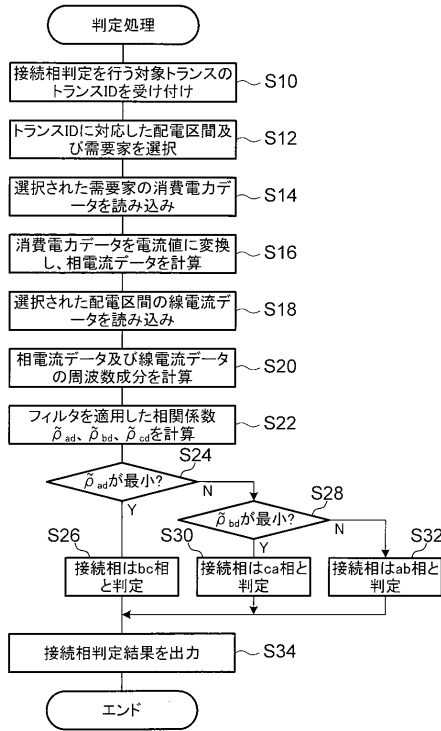 判定処理
接続相判定を行う対象トランスの
トランスIDを受け付け
S10
トランスIDに対応した配電区間及
び需要家を選択
S12
選択された需要家の消費電力デ
ータを読み込み
S14
消費電力データを電流値に変換
し、相電流データを計算
S16
選択された配電区間の線電流デ
ータを読み込み
S18
相電流データ及び線電流データ
の周波数成分を計算
S20
フィルタを適用した相関係数
ρ̃ad、ρ̃bd、ρ̃cdを計算
S22
S24
ρ̃adが最小?
Y
N
S28
ρ̃bdが最小?
Y
N
S26
接続相はbc相
と判定
S30
接続相はca相
と判定
S32
接続相はab相
と判定
接続相判定結果を出力
S34
エンド